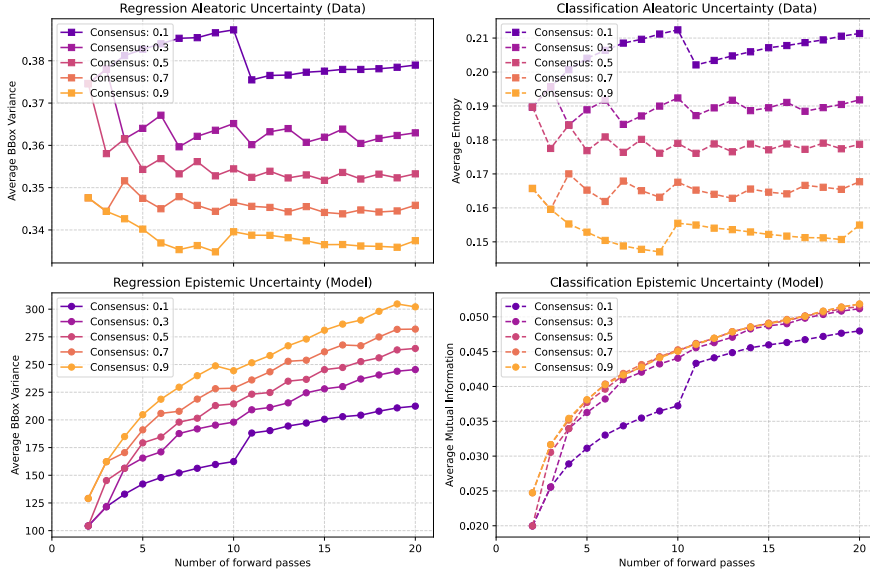 Regression Aleatoric Uncertainty (Data)
Average BBox Variance
0.38
0.37
0.36
0.35
0.34
Consensus: 0.1
Consensus: 0.3
Consensus: 0.5
Consensus: 0.7
Consensus: 0.9
Classification Aleatoric Uncertainty (Data)
Average Entropy
0.21
0.20
0.19
0.18
0.17
0.16
0.15
Consensus: 0.1
Consensus: 0.3
Consensus: 0.5
Consensus: 0.7
Consensus: 0.9
Regression Epistemic Uncertainty (Model)
Average BBox Variance
300
275
250
225
200
175
150
125
100
Consensus: 0.1
Consensus: 0.3
Consensus: 0.5
Consensus: 0.7
Consensus: 0.9
0 5 10 15 20
Number of forward passes
Classification Epistemic Uncertainty (Model)
Average Mutual Information
0.050
0.045
0.040
0.035
0.030
0.025
0.020
Consensus: 0.1
Consensus: 0.3
Consensus: 0.5
Consensus: 0.7
Consensus: 0.9
0 5 10 15 20
Number of forward passes